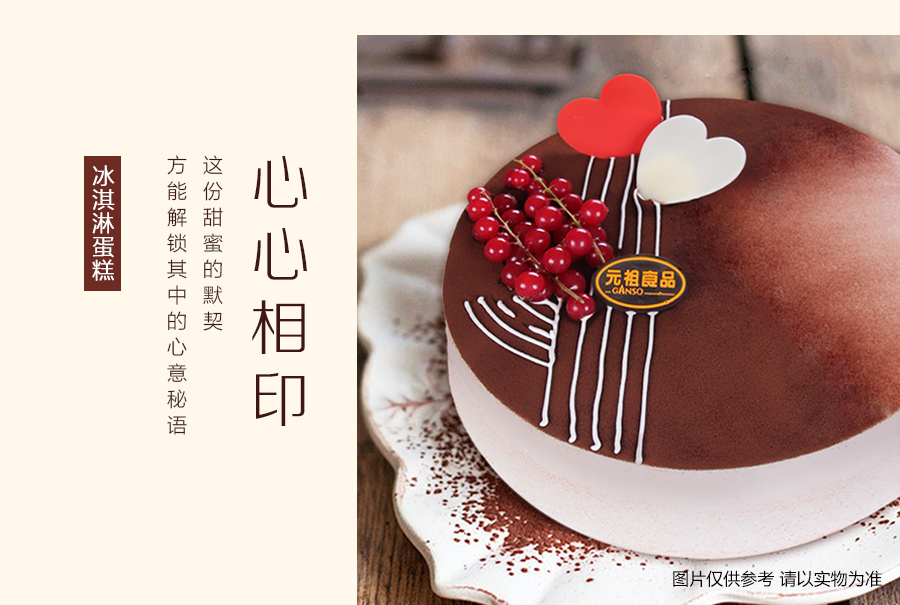 心心相印
这份甜蜜的默契
方能解锁其中的心意秘语
冰淇淋蛋糕
元祖良品
GANSO
图片仅供参考 请以实物为准